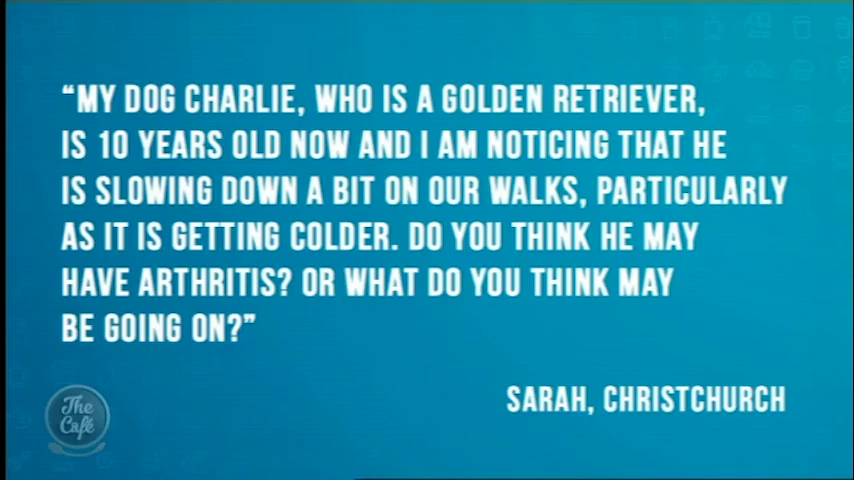 “MY DOG CHARLIE, WHO IS A GOLDEN RETRIEVER,
IS 10 YEARS OLD NOW AND I AM NOTICING THAT HE
IS SLOWING DOWN A BIT ON OUR WALKS, PARTICULARLY
AS IT IS GETTING COLDER. DO YOU THINK HE MAY
HAVE ARTHRITIS? OR WHAT DO YOU THINK MAY
BE GOING ON?”
SARAH, CHRISTCHURCH
The
Café